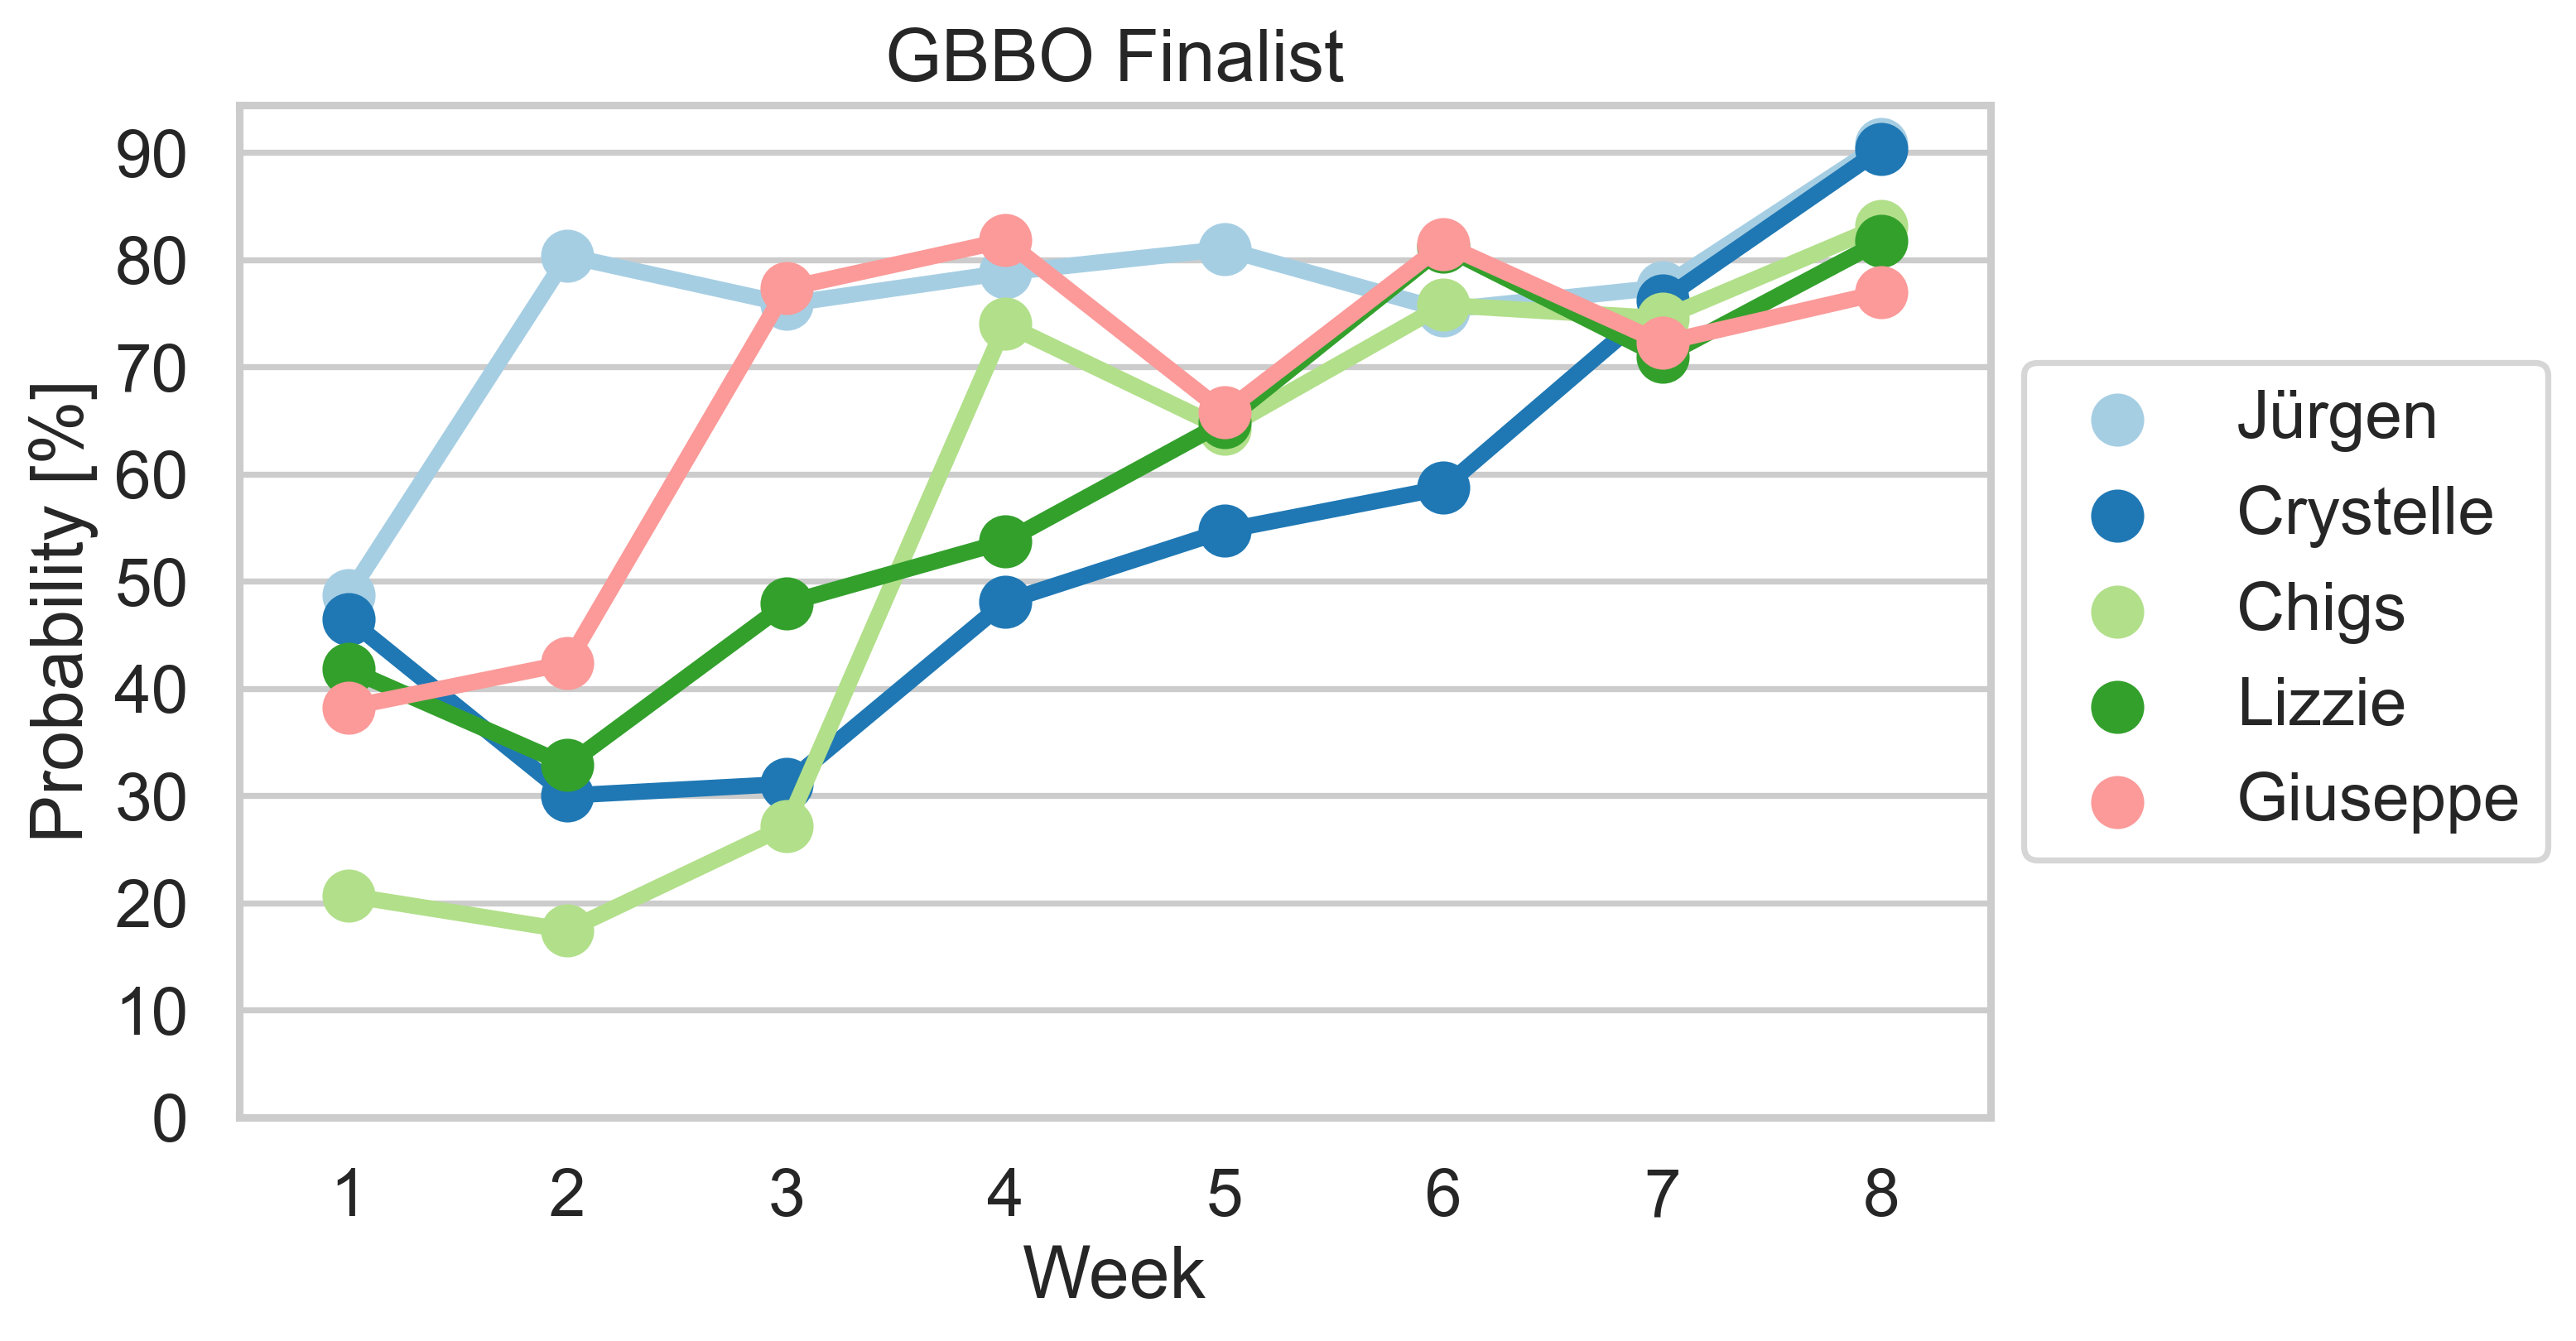 GBBO Finalist
Probability [%]
90
80
70
60
50
40
30
20
10
0
1 2 3 4 5 6 7 8
Week
Jürgen
Crystelle
Chigs
Lizzie
Giuseppe